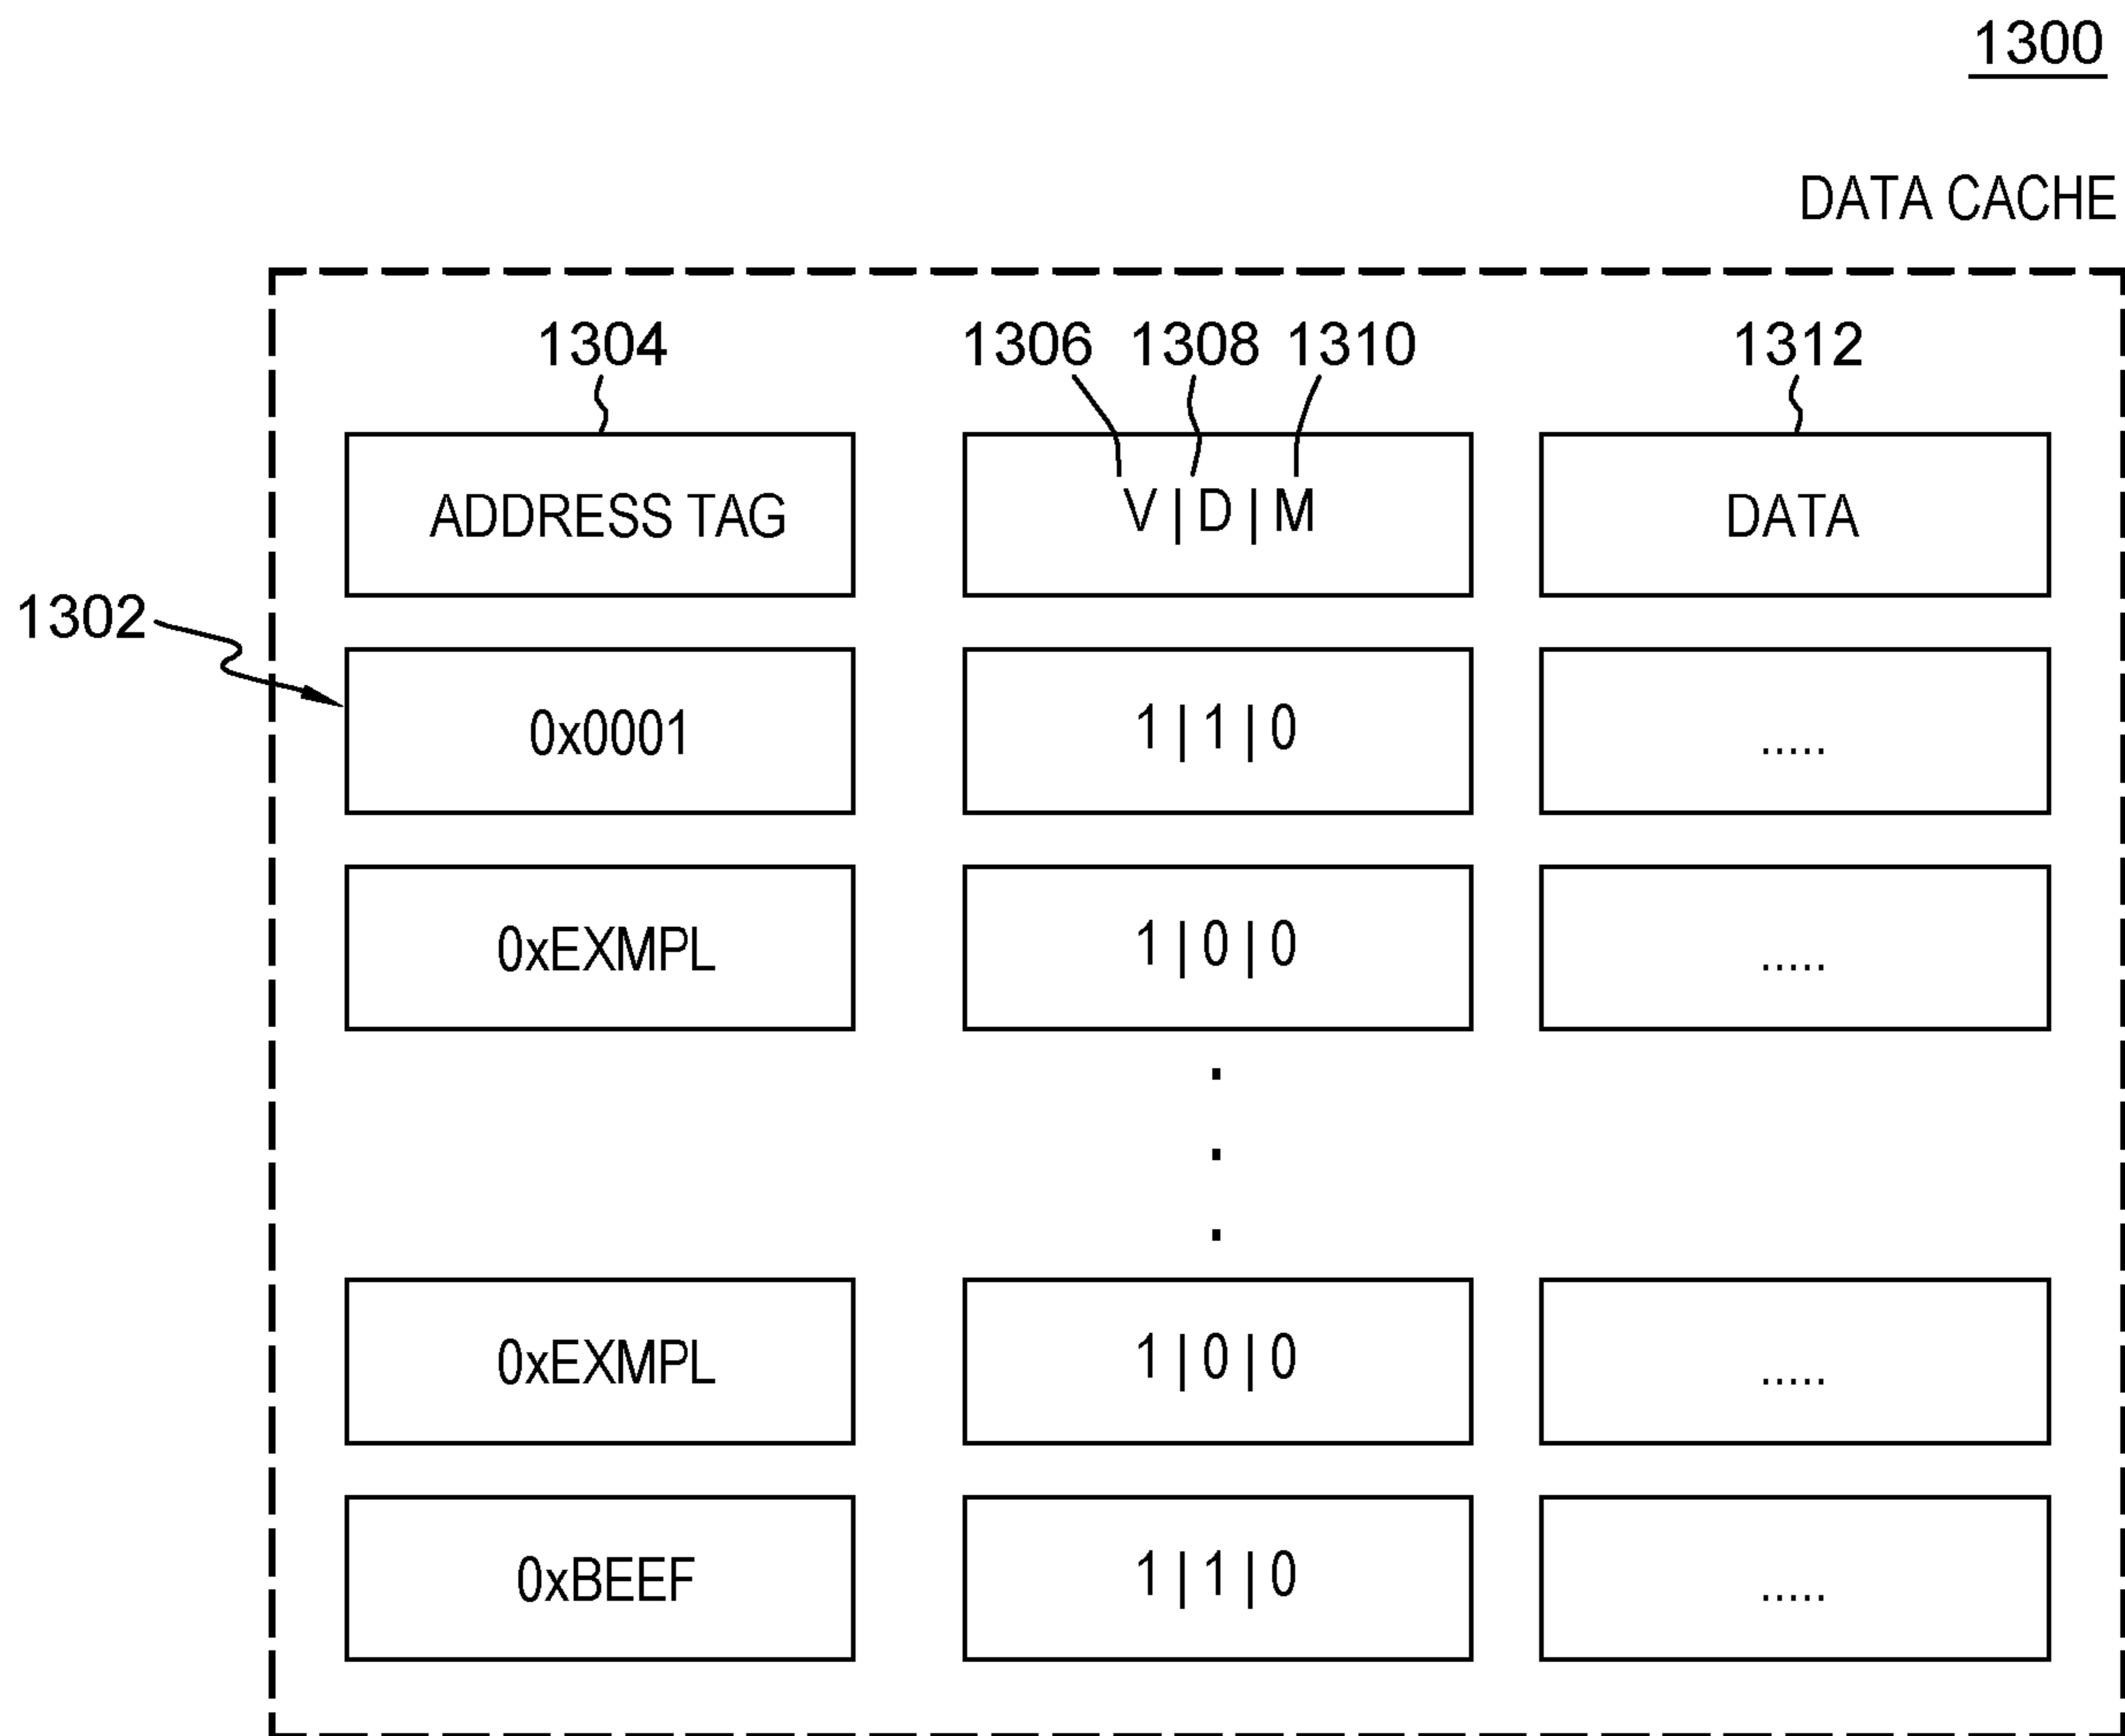 1300
DATA CACHE
1304 1306 1308 1310 1312
ADDRESS TAG V | D | M DATA
1302
0x0001 1 | 1 | 0 .....
0xEXMPL 1 | 0 | 0 .....
.
.
.
0xEXMPL 1 | 0 | 0 .....
0xBEEF 1 | 1 | 0 .....